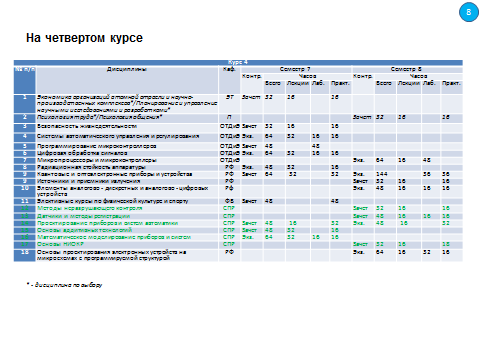 8
На четвертом курсе
Курс 4
№ п/п Дисциплины Каф. Семестр 7 Семестр 8
Контр. Часов Контр. Часов
Всего Лекции Лаб. Практ. Всего Лекции Лаб. Практ.
1 Экономика организаций атомной отрасли и научно-
производственных комплексов*/Планирование и управление
научными исследованиями и разработками* ЭТ Зачет 32 16 16
2 Психология труда*/Психология общения* П Зачет 32 16 16
3 Безопасность жизнедеятельности ОТДиВ Зачет 32 16 16
4 Системы автоматического управления и регулирования ОТДиВ Экз. 64 32 16 16
5 Программирование микроконтроллеров ОТДиВ Зачет 48 48
6 Цифровая обработка сигналов ОТДиВ Экз. 64 32 16 16
7 Микропроцессоры и микроконтроллеры ОТДиВ Экз. 64 16 48
8 Радиационная стойкость аппаратуры РФ Экз. 48 32 16
9 Квантовые и оптоэлектронные приборы и устройства РФ Зачет 64 32 32 Экз. 144 36 36
9 Источники и приемники излучения РФ Зачет 32 16 16
10 Элементы аналогово - дискретных и аналогово - цифровых
устройств РФ Экз. 48 16 16 16
11 Элективные курсы по физической культуре и спорту ФВ Зачет 48 48
Методы неразрушающего контроля СПР Зачет 32 16 16
Датчики и методы регистрации СПР Зачет 48 16 16 16
Проектирование приборов и систем автоматики СПР Зачет 48 16 32 Экз. 48 16 32
Основы аддитивных технологий СПР Зачет 48 32 16
Математическое моделирование приборов и систем СПР Экз. 64 32 16 16
Основы НИОКР СПР Зачет 32 16 16
18 Основы проектирования электронных устройств на
микросхемах с программируемой структурой РФ Экз. 64 16 32 16
* - дисциплина по выбору